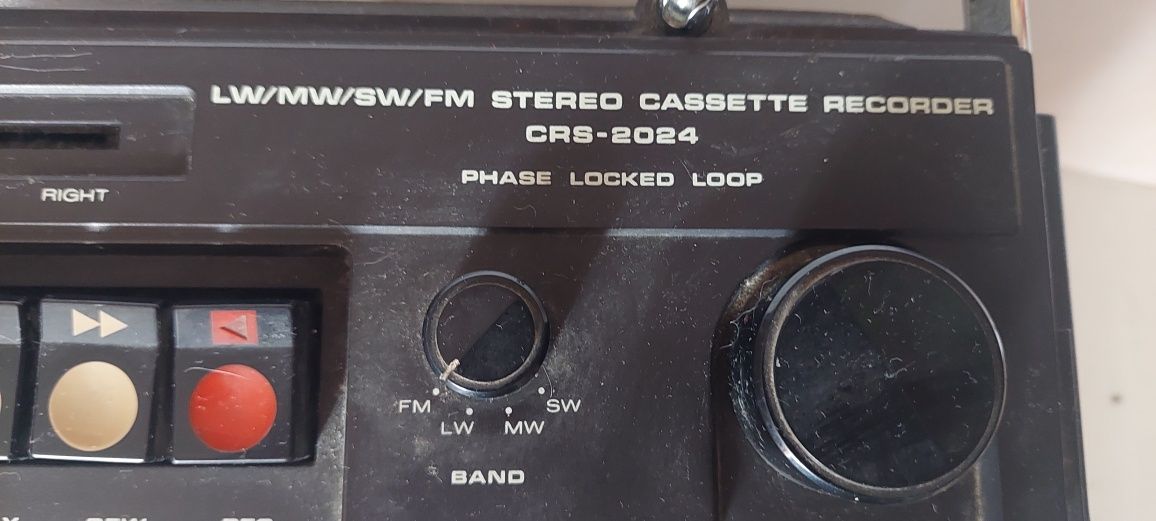 LW/MW/SW/FM STEREO CASSETTE RECORDER
CRS-2024
PHASE LOCKED LOOP
RIGHT
FM
SW
LW
MW
BAND